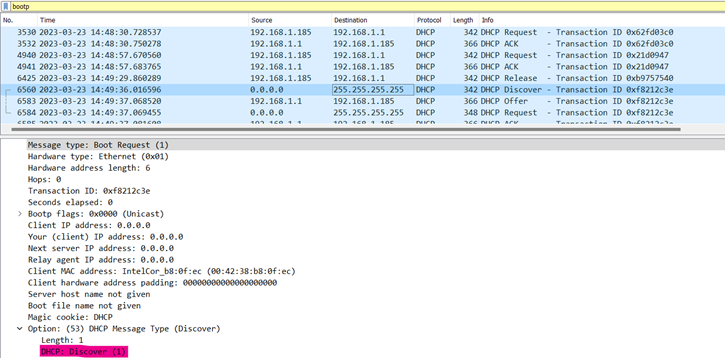 bootp
No. Time Source Destination Protocol Length Info
3530 2023-03-23 14:48:30.728537 192.168.1.185 192.168.1.1 DHCP 342 DHCP Request - Transaction ID 0x62fd03c0
3532 2023-03-23 14:48:30.750278 192.168.1.1 192.168.1.185 DHCP 366 DHCP ACK - Transaction ID 0x62fd03c0
4940 2023-03-23 14:48:57.670560 192.168.1.185 192.168.1.1 DHCP 342 DHCP Request - Transaction ID 0x21d0947
4941 2023-03-23 14:48:57.683765 192.168.1.1 192.168.1.185 DHCP 366 DHCP ACK - Transaction ID 0x21d0947
6425 2023-03-23 14:49:29.860289 192.168.1.185 192.168.1.1 DHCP 342 DHCP Release - Transaction ID 0xb9757540
6560 2023-03-23 14:49:36.016596 0.0.0.0 255.255.255.255 DHCP 342 DHCP Discover - Transaction ID 0xf8212c3e
6583 2023-03-23 14:49:37.068520 192.168.1.1 192.168.1.185 DHCP 366 DHCP Offer - Transaction ID 0xf8212c3e
6584 2023-03-23 14:49:37.069455 0.0.0.0 255.255.255.255 DHCP 348 DHCP Request - Transaction ID 0xf8212c3e
Message type: Boot Request (1)
Hardware type: Ethernet (0x01)
Hardware address length: 6
Hops: 0
Transaction ID: 0xf8212c3e
Seconds elapsed: 0
Bootp flags: 0x0000 (Unicast)
Client IP address: 0.0.0.0
Your (client) IP address: 0.0.0.0
Next server IP address: 0.0.0.0
Relay agent IP address: 0.0.0.0
Client MAC address: IntelCor_b8:0f:ec (00:42:38:b8:0f:ec)
Client hardware address padding: 00000000000000000000
Server host name not given
Boot file name not given
Magic cookie: DHCP
Option: (53) DHCP Message Type (Discover)
Length: 1
DHCP: Discover (1)